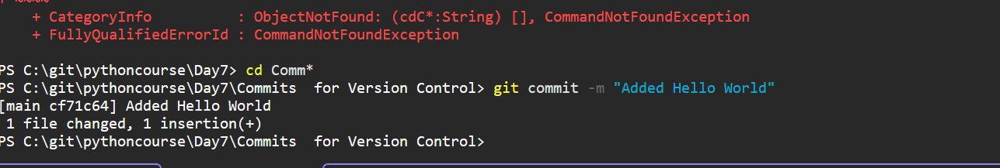 + CategoryInfo          : ObjectNotFound: (cdC*:String) [], CommandNotFoundException
+ FullyQualifiedErrorId : CommandNotFoundException
PS C:\git\pythoncourse\Day7> cd Comm*
PS C:\git\pythoncourse\Day7\Commits  for Version Control> git commit -m "Added Hello World"
[main cf71c64] Added Hello World
 1 file changed, 1 insertion(+)
PS C:\git\pythoncourse\Day7\Commits  for Version Control>